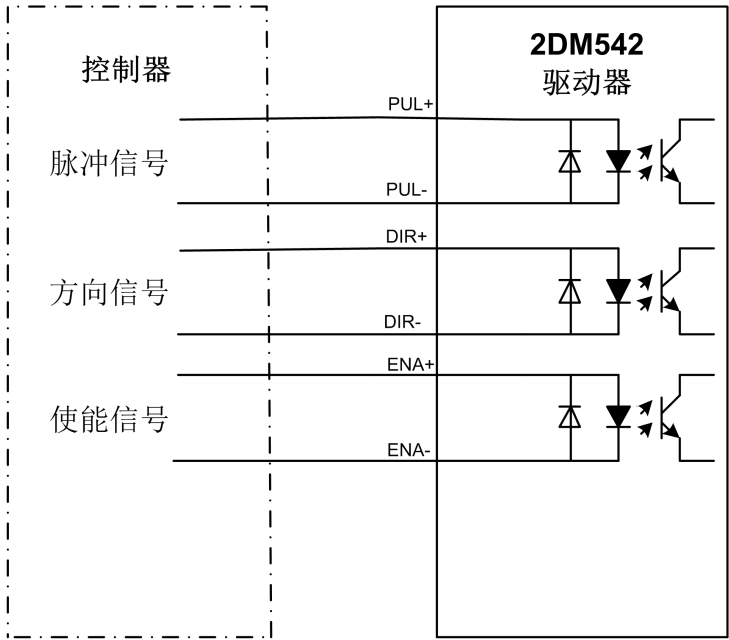 控制器
2DM542
驱动器
PUL+
脉冲信号
PUL-
DIR+
方向信号
DIR-
ENA+
使能信号
ENA-